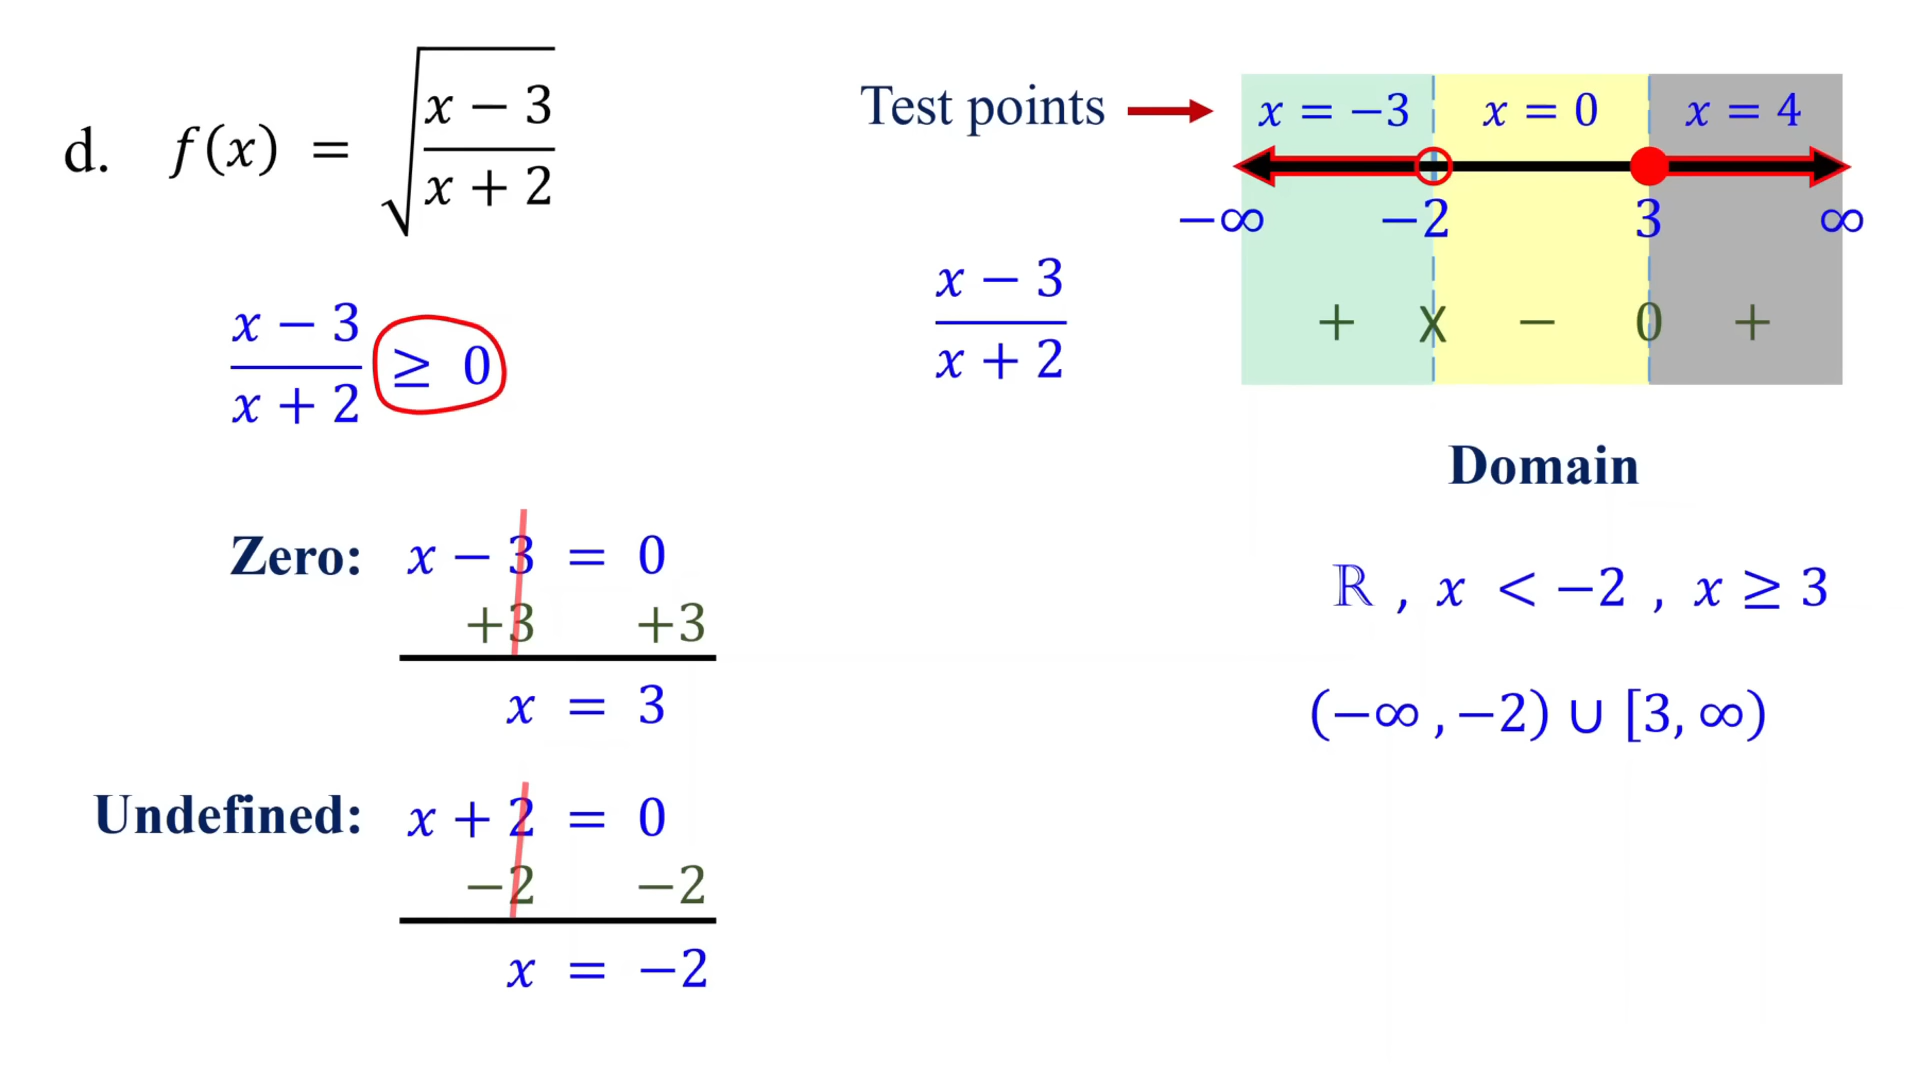 d. f(x) = √((x − 3)/(x + 2))
(x − 3)/(x + 2) ≥ 0
Zero: x − 3 = 0
+3 +3
x = 3
Undefined: x + 2 = 0
−2 −2
x = −2
Test points x = −3 x = 0 x = 4
−∞ −2 3 ∞
(x − 3)/(x + 2) + x − 0 +
Domain
ℝ , x < −2 , x ≥ 3
(−∞ , −2) ∪ [3, ∞)